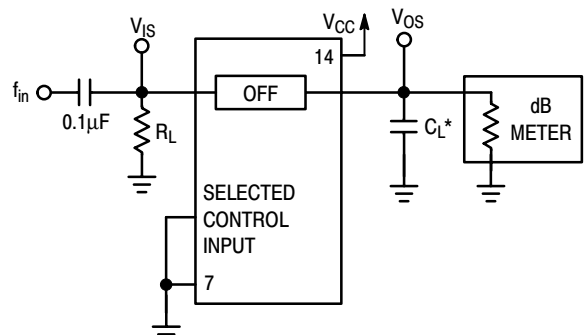 V_IS
V_CC
14
V_OS
f_in
0.1μF
R_L
OFF
C_L*
dB
METER
SELECTED
CONTROL
INPUT
7